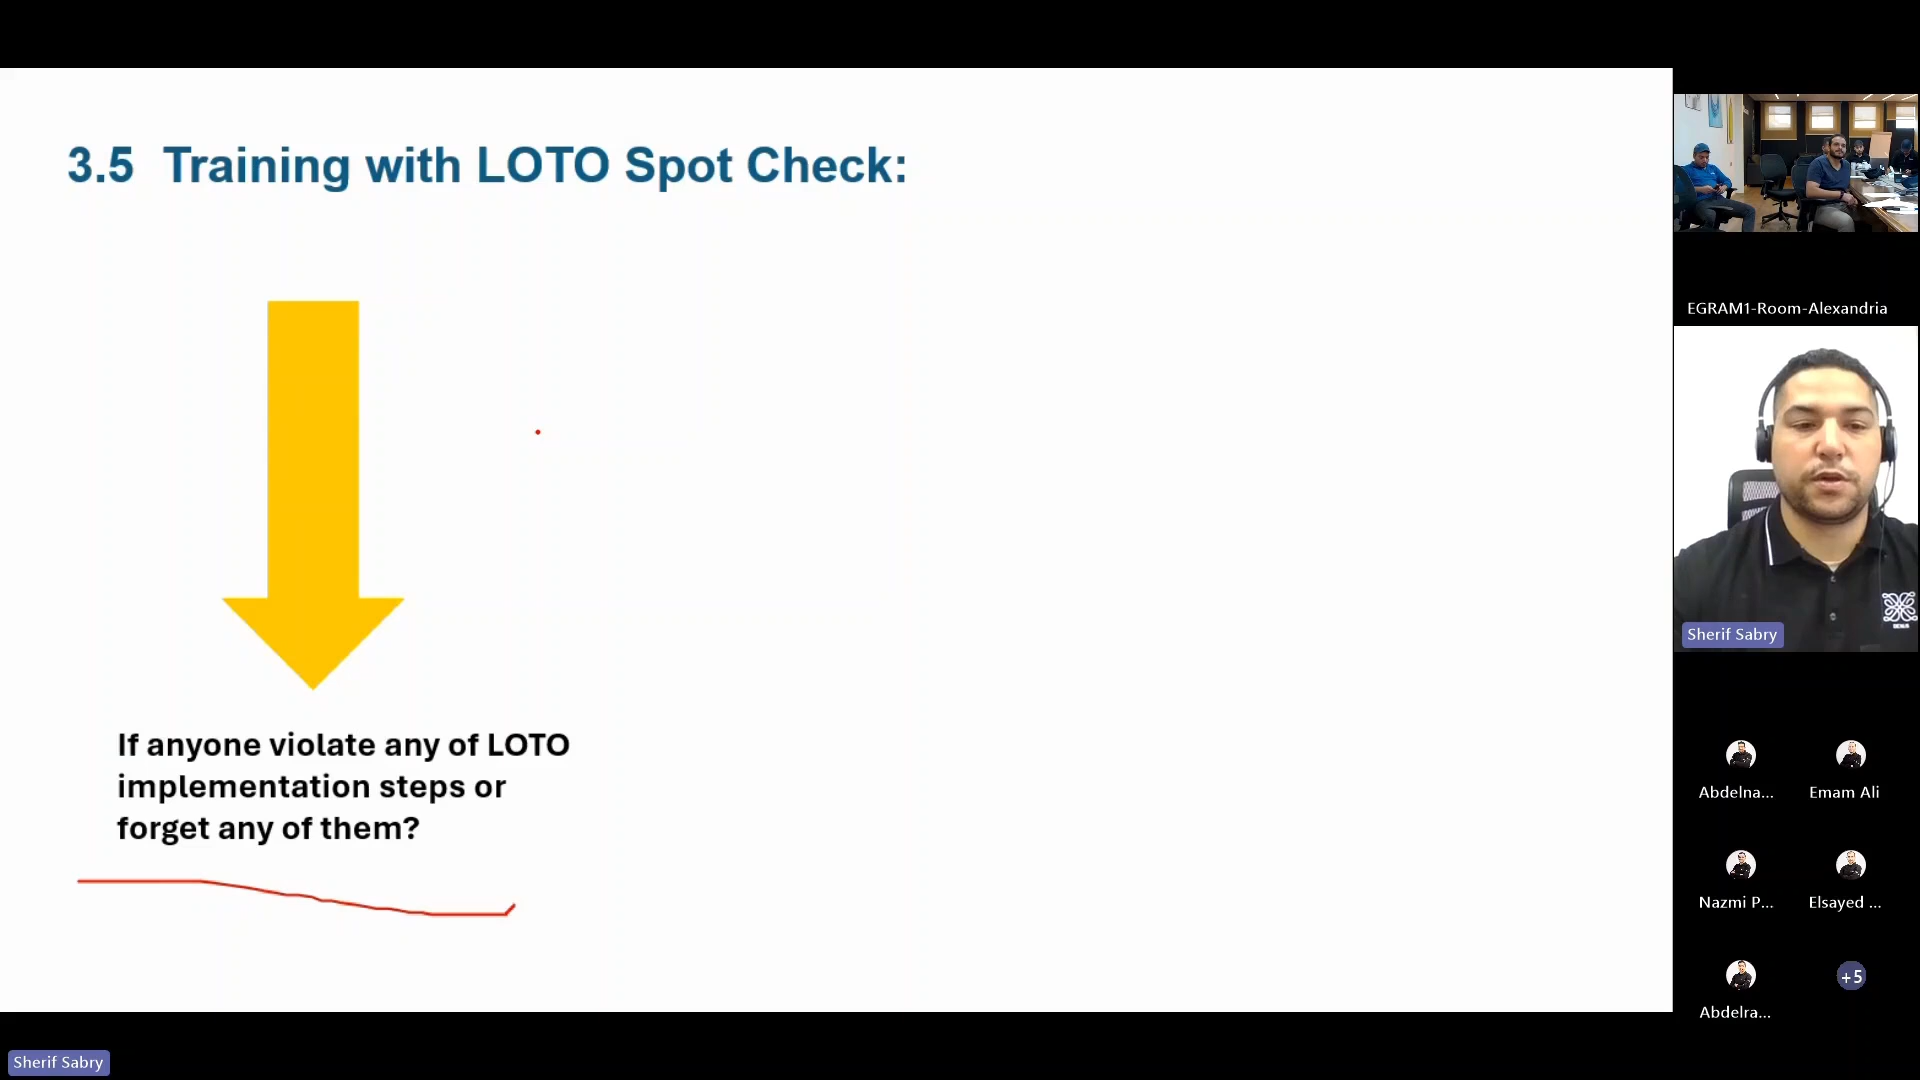 3.5 Training with LOTO Spot Check:
If anyone violate any of LOTO
implementation steps or
forget any of them?
EGRAM1-Room-Alexandria
Sherif Sabry
Abdelna...
Emam Ali
Nazmi P...
Elsayed ...
Abdelra...
+5
Sherif Sabry